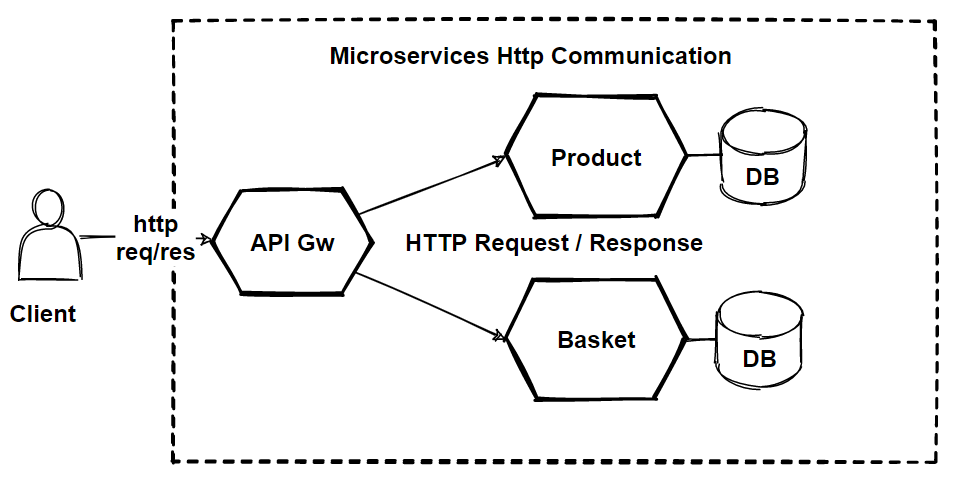 Microservices Http Communication
Product
DB
http
req/res
API Gw
HTTP Request / Response
Client
Basket
DB